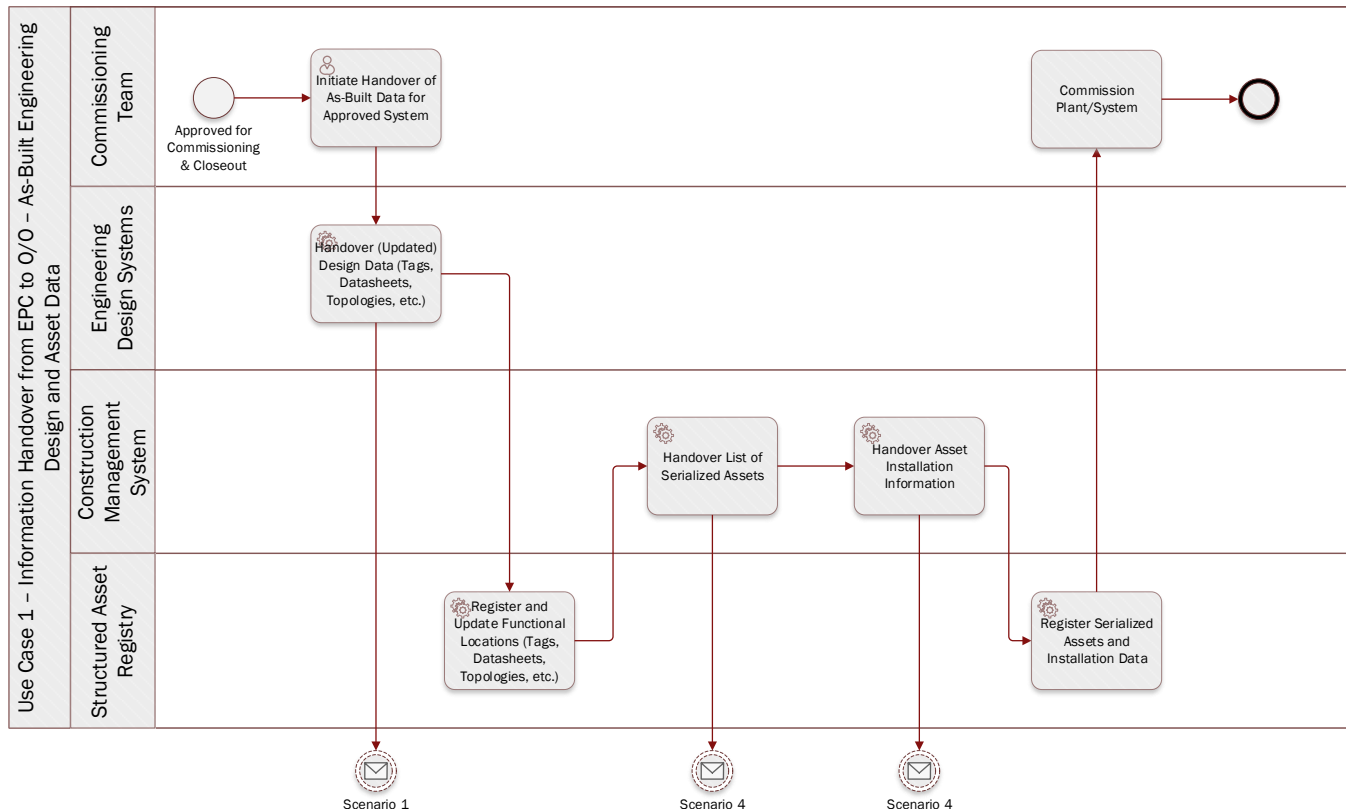 Use Case 1 – Information Handover from EPC to O/O – As-Built Engineering
Design and Asset Data
Commissioning
Team
Approved for
Commissioning
& Closeout
Initiate Handover of
As-Built Data for
Approved System
Commission
Plant/System
Engineering
Design Systems
Handover (Updated)
Design Data (Tags,
Datasheets,
Topologies, etc.)
Construction
Management
System
Handover List of
Serialized Assets
Handover Asset
Installation
Information
Structured Asset
Registry
Register and
Update Functional
Locations (Tags,
Datasheets,
Topologies, etc.)
Register Serialized
Assets and
Installation Data
Scenario 1
Scenario 4
Scenario 4